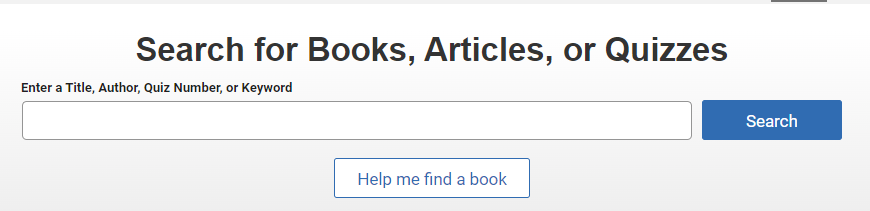 Search for Books, Articles, or Quizzes
Enter a Title, Author, Quiz Number, or Keyword
Search
Help me find a book